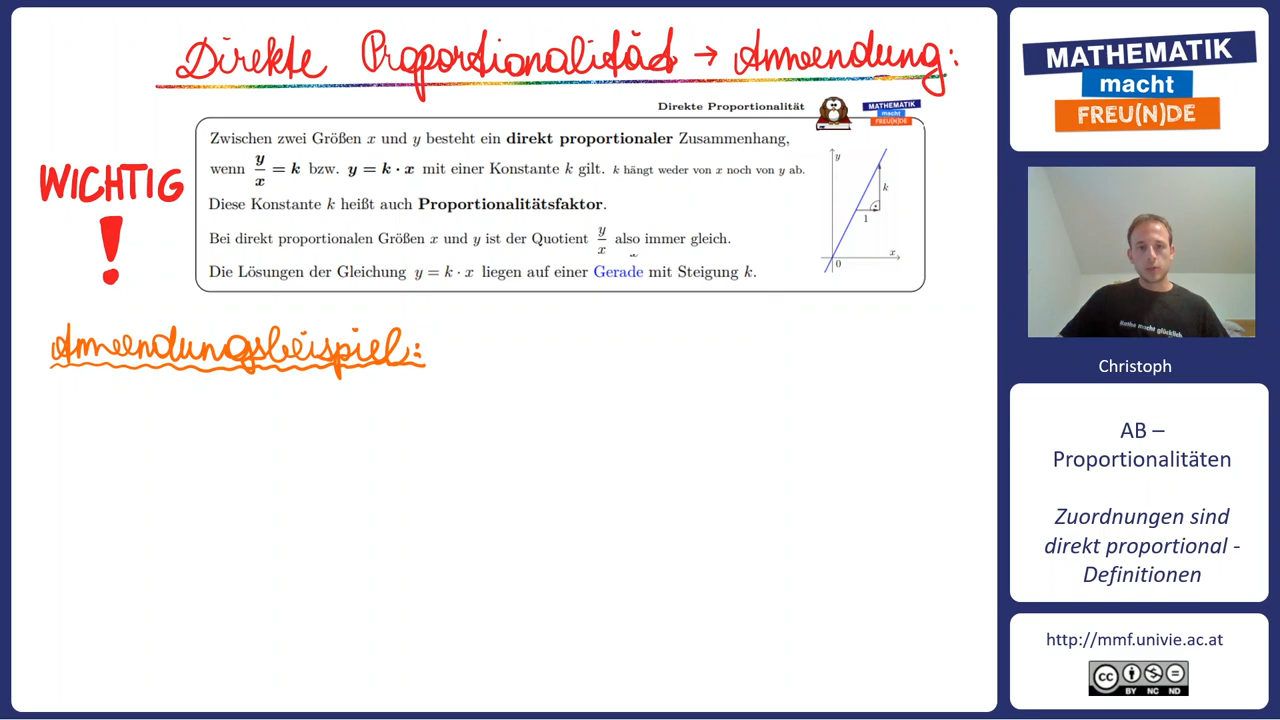 Direkte Proportionalität → Anwendung:
Direkte Proportionalität
MATHEMATIK
macht
FREU(N)DE
Zwischen zwei Größen x und y besteht ein direkt proportionaler Zusammenhang,
wenn y/x = k bzw. y = k · x mit einer Konstante k gilt. k hängt weder von x noch von y ab.
Diese Konstante k heißt auch Proportionalitätsfaktor.
Bei direkt proportionalen Größen x und y ist der Quotient y/x also immer gleich.
Die Lösungen der Gleichung y = k · x liegen auf einer Gerade mit Steigung k.
y
k
1
x
0
WICHTIG
!
Anwendungsbeispiel:
MATHEMATIK
macht
FREU(N)DE
Mathe macht glücklich
Christoph
AB –
Proportionalitäten
Zuordnungen sind
direkt proportional -
Definitionen
http://mmf.univie.ac.at
CC
BY NC ND